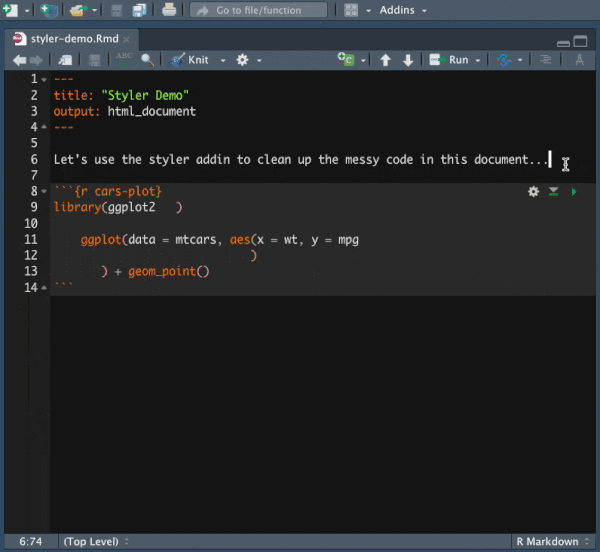 Go to file/function Addins
styler-demo.Rmd
ABC Knit Run
1 ---
2 title: "Styler Demo"
3 output: html_document
4 ---
5
6 Let's use the styler addin to clean up the messy code in this document...
7
8 ```{r cars-plot}
9 library(ggplot2   )
10
11     ggplot(data = mtcars, aes(x = wt, y = mpg
12                              )
13        ) + geom_point()
14 ```
6:74 (Top Level) R Markdown